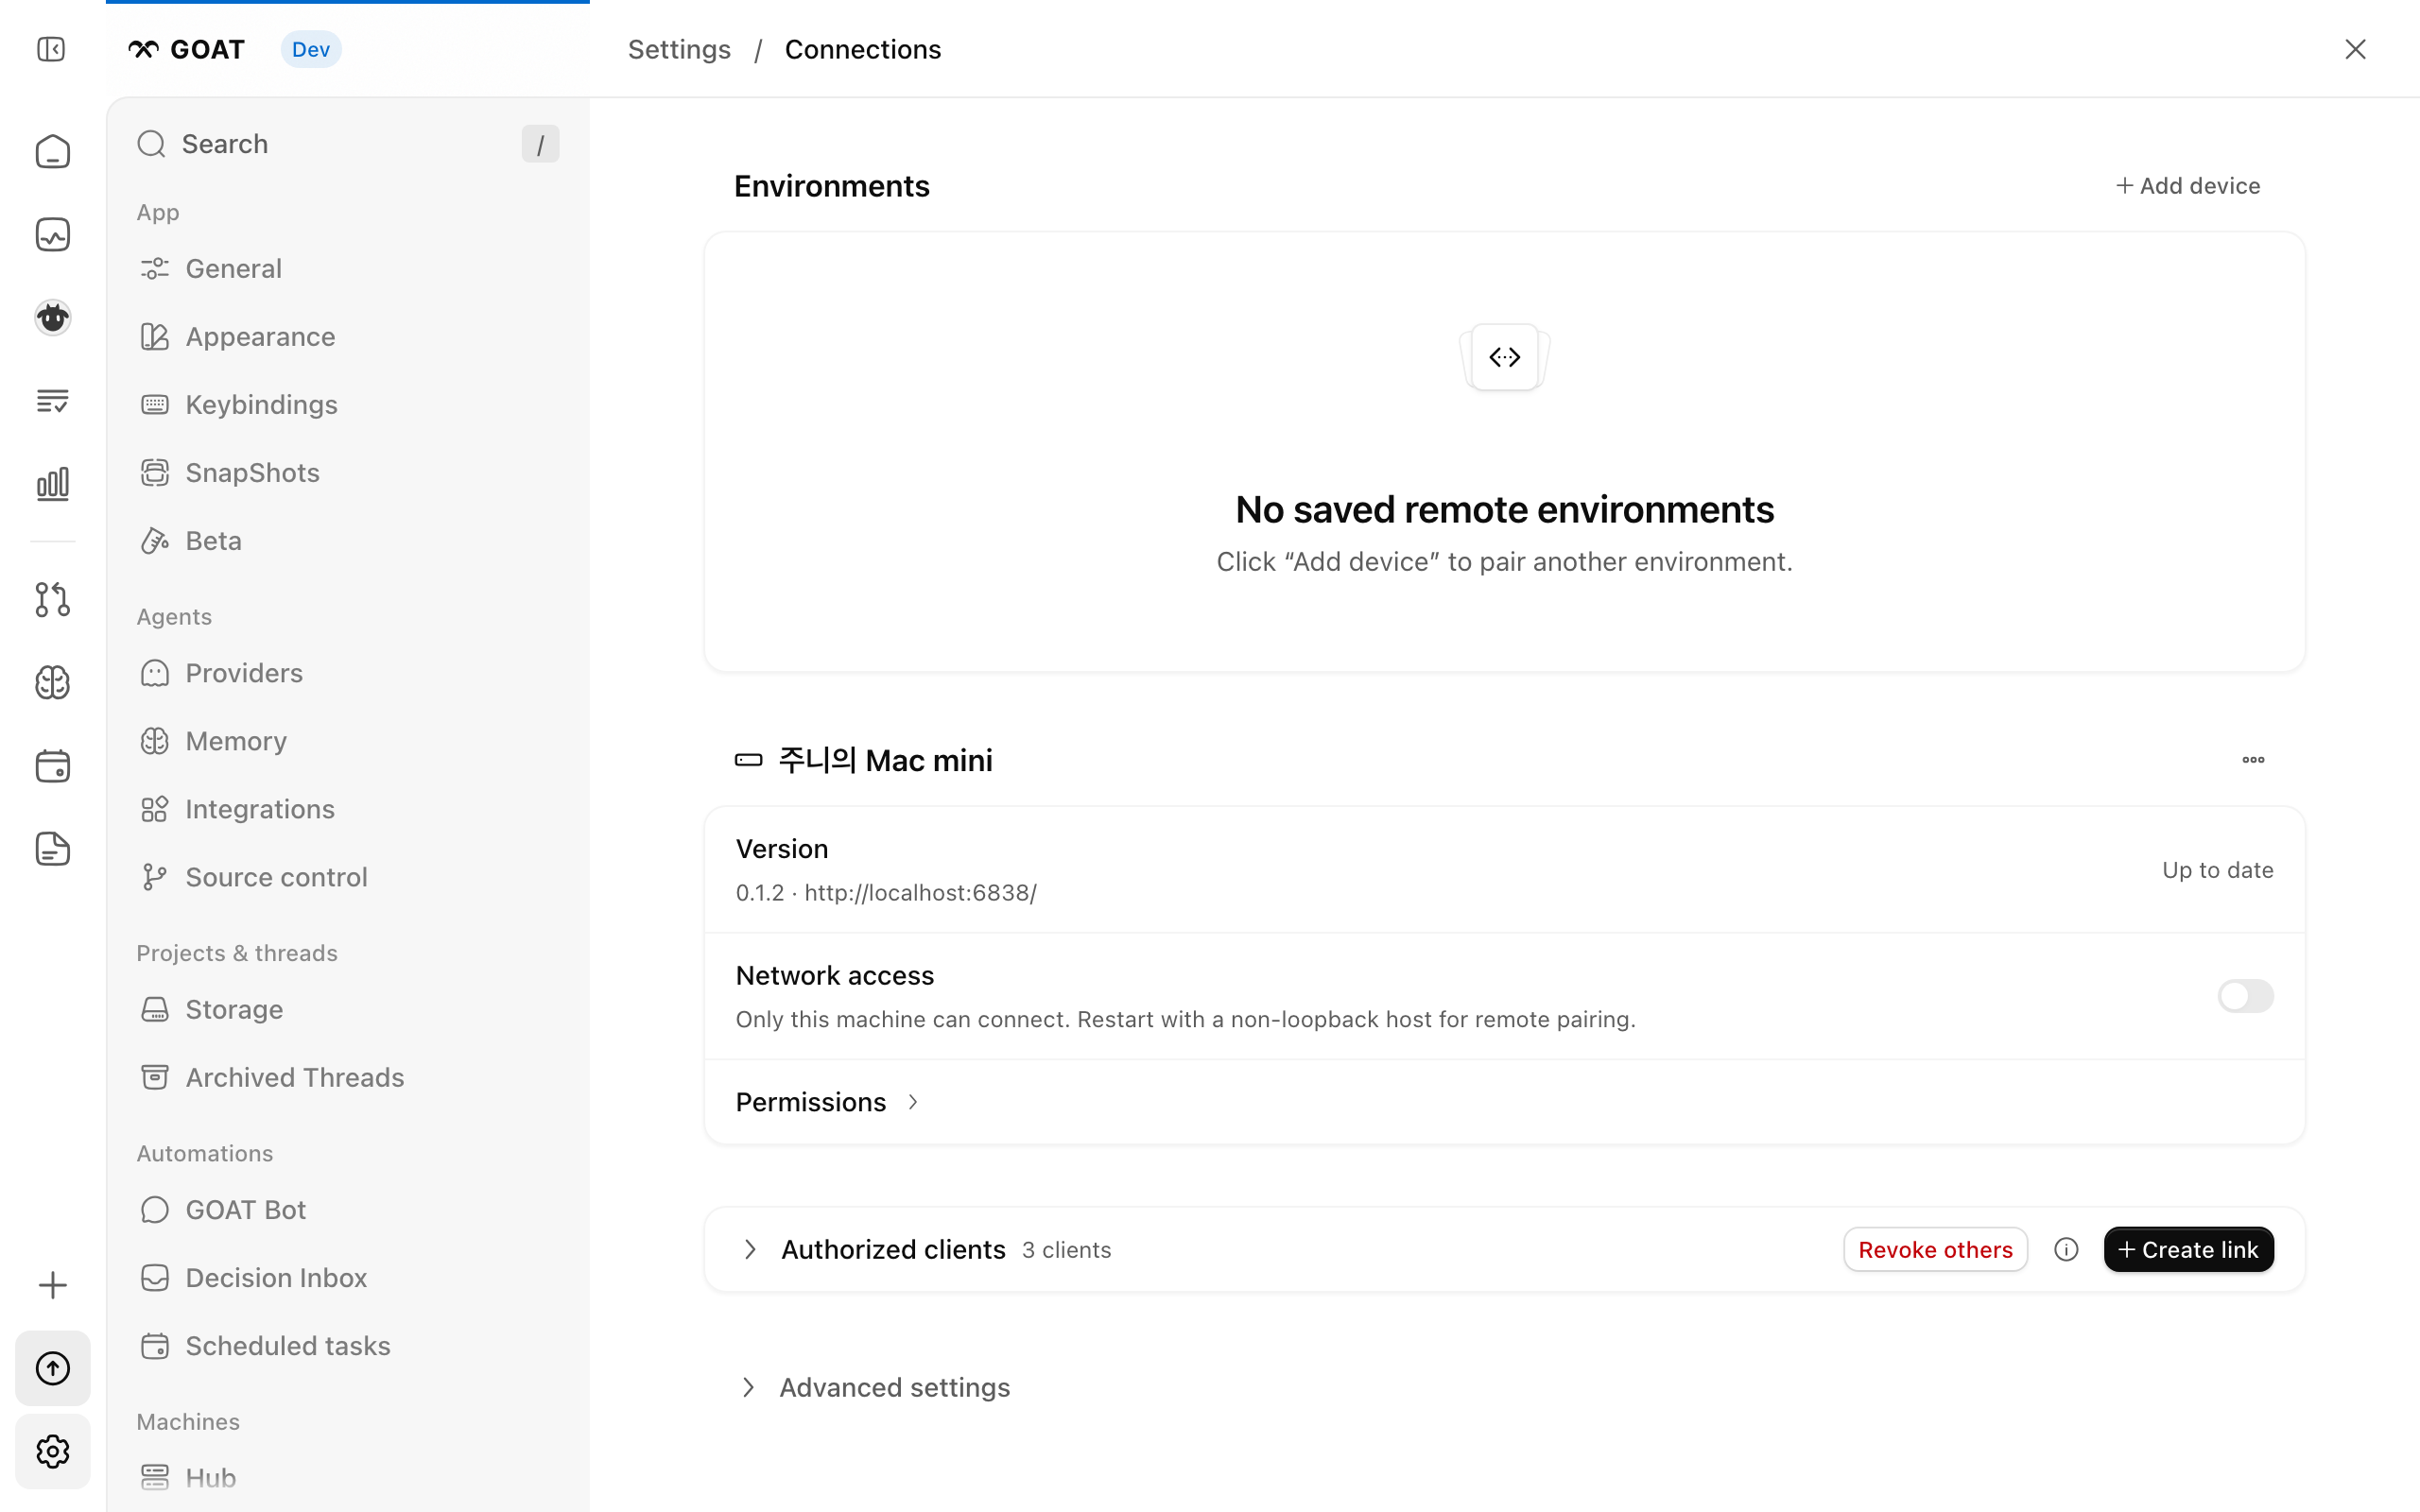 GOAT
Dev
Settings / Connections
Search
/
App
General
Appearance
Keybindings
SnapShots
Beta
Agents
Providers
Memory
Integrations
Source control
Projects & threads
Storage
Archived Threads
Automations
GOAT Bot
Decision Inbox
Scheduled tasks
Machines
Hub
Environments
Add device
No saved remote environments
Click “Add device” to pair another environment.
주니의 Mac mini
Version
0.1.2 · http://localhost:6838/
Up to date
Network access
Only this machine can connect. Restart with a non-loopback host for remote pairing.
Permissions
Authorized clients 3 clients
Revoke others
Create link
Advanced settings